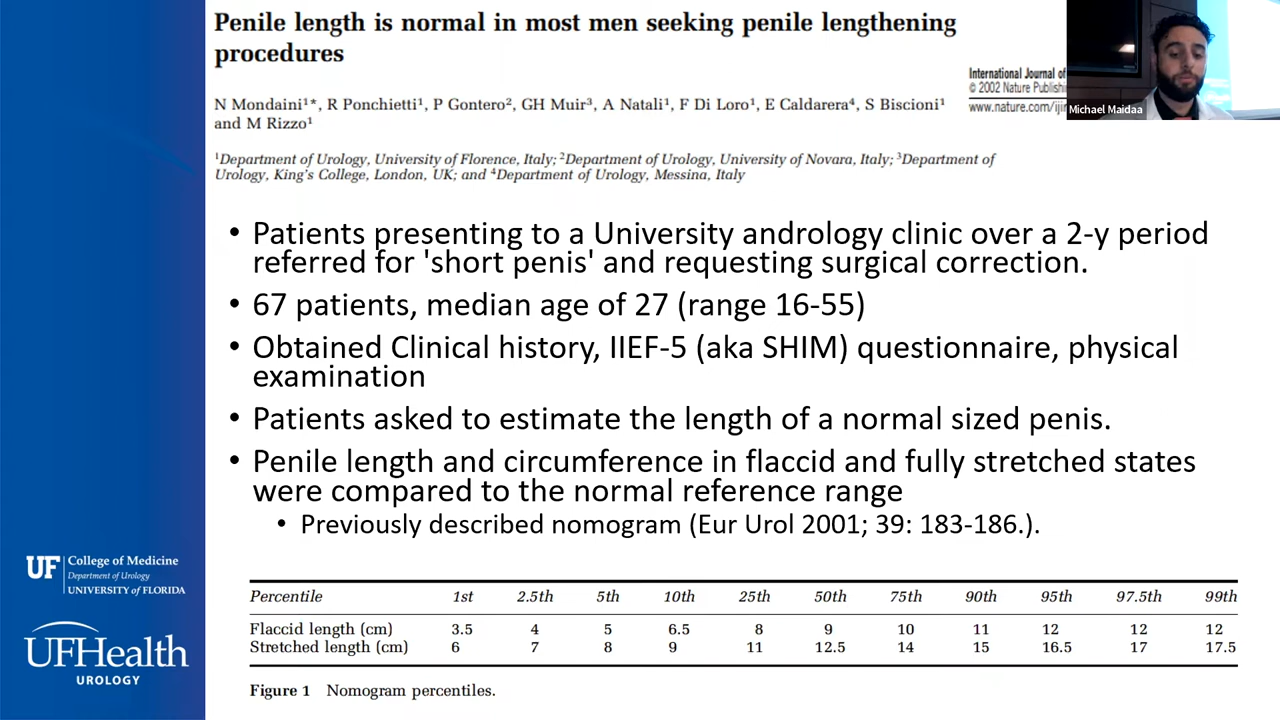 Penile length is normal in most men seeking penile lengthening
procedures
International Journal of
© 2002 Nature Publishi
www.nature.com/iji
Michael Maidaa
N Mondaini¹*, R Ponchietti¹, P Gontero², GH Muir³, A Natali¹, F Di Loro¹, E Caldarera⁴, S Biscioni¹
and M Rizzo¹
¹Department of Urology, University of Florence, Italy; ²Department of Urology, University of Novara, Italy; ³Department of
Urology, King's College, London, UK; and ⁴Department of Urology, Messina, Italy
• Patients presenting to a University andrology clinic over a 2-y period
referred for 'short penis' and requesting surgical correction.
• 67 patients, median age of 27 (range 16-55)
• Obtained Clinical history, IIEF-5 (aka SHIM) questionnaire, physical
examination
• Patients asked to estimate the length of a normal sized penis.
• Penile length and circumference in flaccid and fully stretched states
were compared to the normal reference range
• Previously described nomogram (Eur Urol 2001; 39: 183-186.).
UF College of Medicine
Department of Urology
UNIVERSITY of FLORIDA
UFHealth
UROLOGY
Percentile 1st 2.5th 5th 10th 25th 50th 75th 90th 95th 97.5th 99th
Flaccid length (cm) 3.5 4 5 6.5 8 9 10 11 12 12 12
Stretched length (cm) 6 7 8 9 11 12.5 14 15 16.5 17 17.5
Figure 1 Nomogram percentiles.